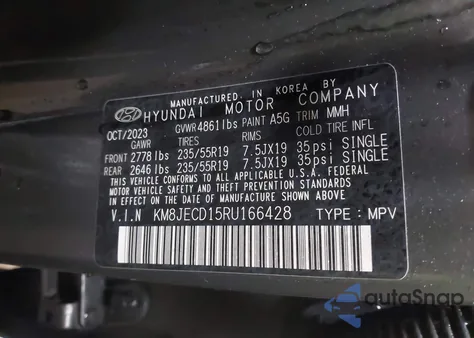 MANUFACTURED IN KOREA BY
HYUNDAI MOTOR COMPANY
OCT/2023 GVWR 4861 lbs PAINT A5G TRIM MMH
GAWR TIRES RIMS COLD TIRE INFL
FRONT 2778 lbs 235/55R19 7.5JX19 35psi SINGLE
REAR 2646 lbs 235/55R19 7.5JX19 35psi SINGLE
THIS VEHICLE CONFORMS TO ALL APPLICABLE U.S.A. FEDERAL
MOTOR VEHICLE SAFETY AND THEFT PREVENTION
STANDARDS IN EFFECT ON THE DATE OF MANUFACTURE SHOWN ABOVE.
V.I.N KM8JECD15RU166428 TYPE : MPV
autoSnap